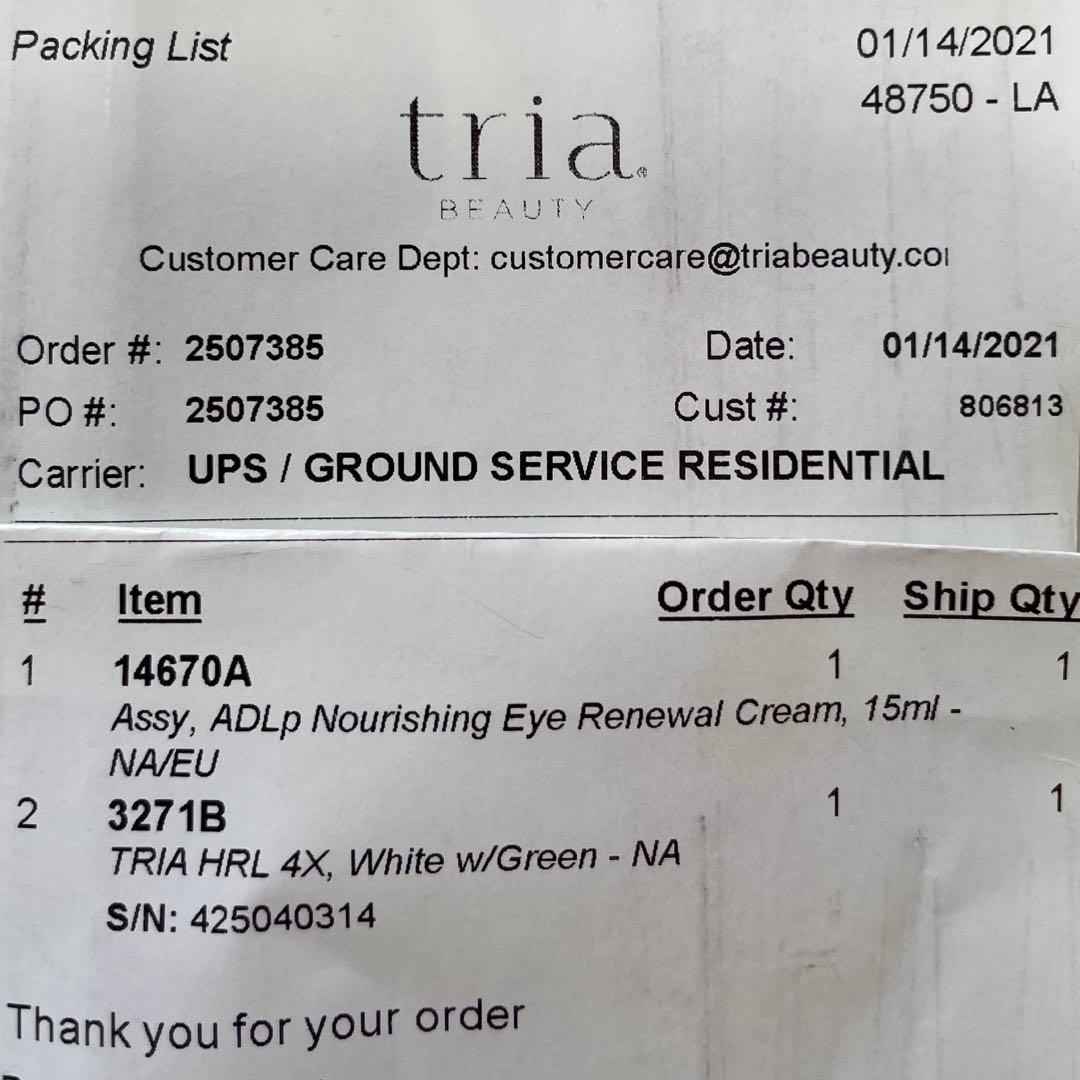 Packing List
01/14/2021
48750 - LA
tria®
BEAUTY
Customer Care Dept: customercare@triabeauty.co
Order #: 2507385
Date: 01/14/2021
PO #: 2507385
Cust #: 806813
Carrier: UPS / GROUND SERVICE RESIDENTIAL
# Item Order Qty Ship Qty
1 14670A 1 1
Assy, ADLp Nourishing Eye Renewal Cream, 15ml -
NA/EU
2 3271B 1 1
TRIA HRL 4X, White w/Green - NA
S/N: 425040314
Thank you for your order